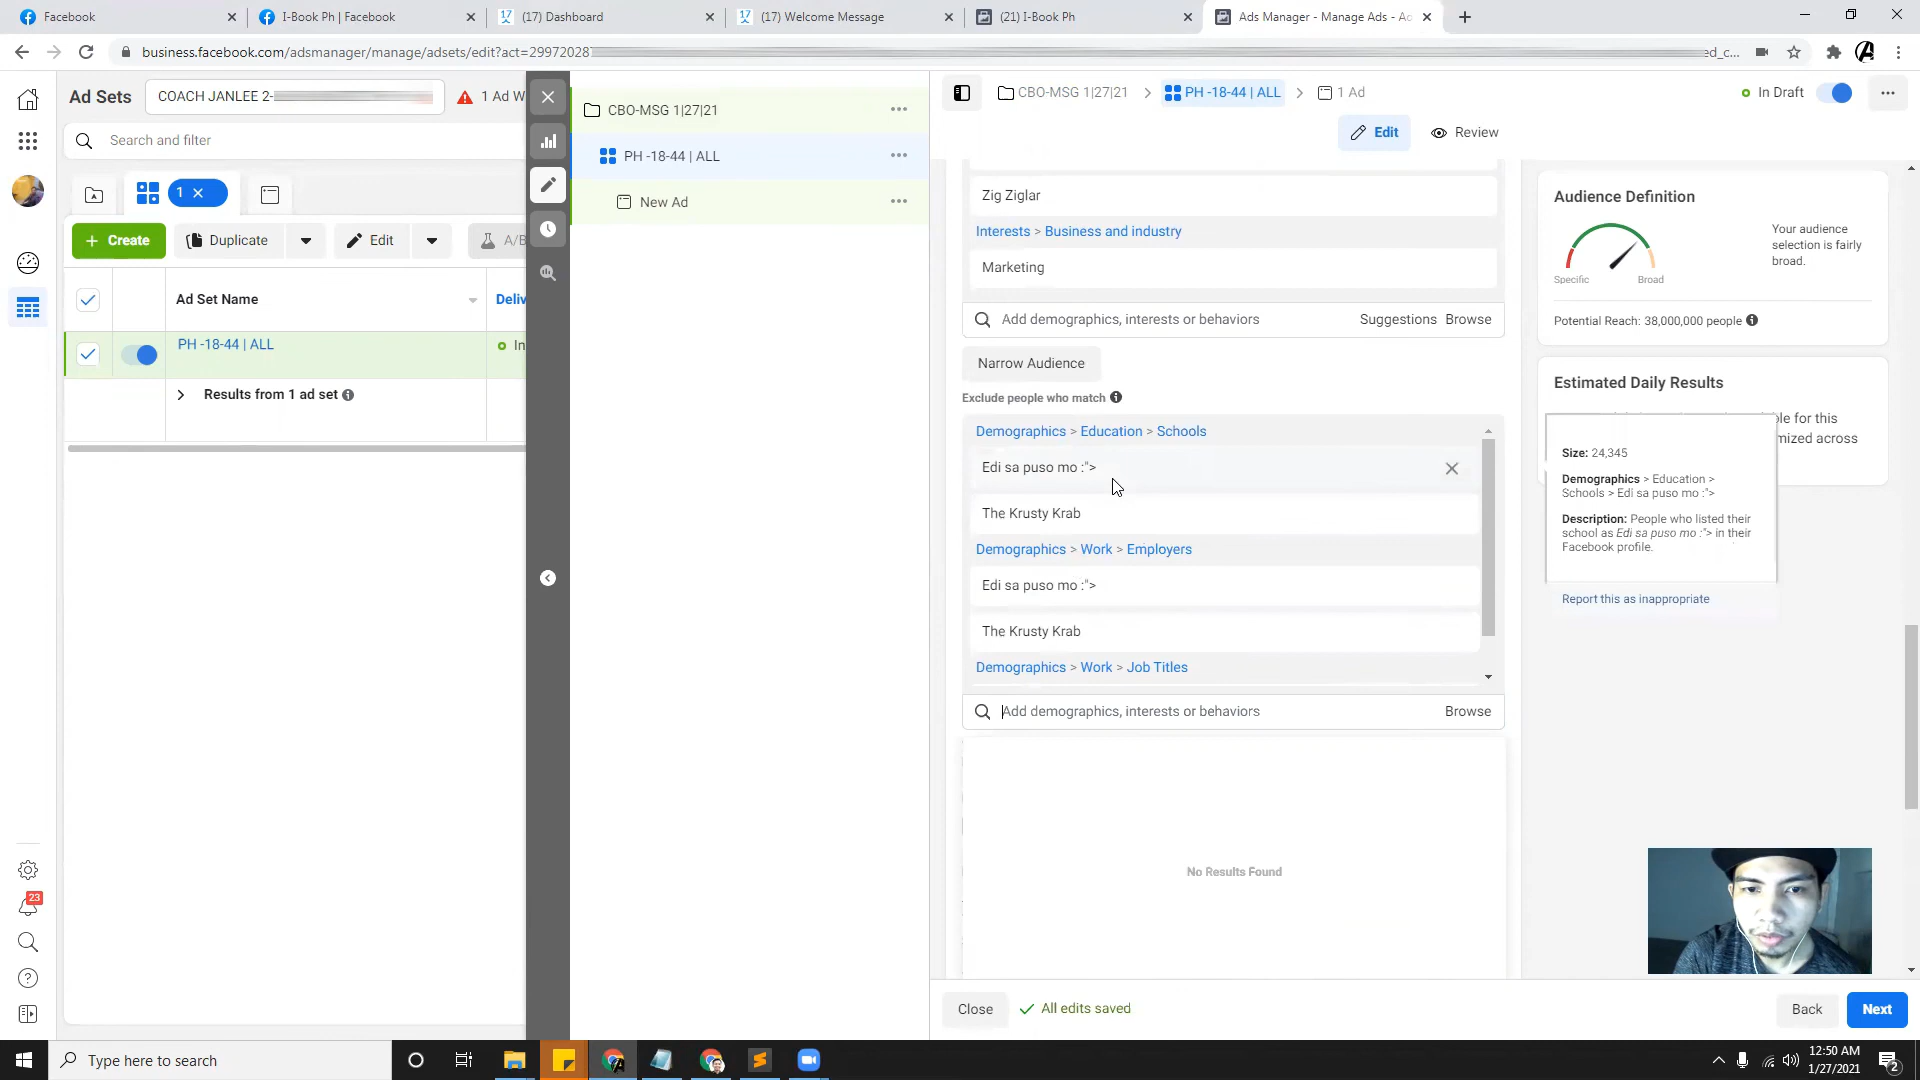 Facebook
I-Book Ph | Facebook
(17) Dashboard
(17) Welcome Message
(21) I-Book Ph
Ads Manager - Manage Ads - Ad
business.facebook.com/adsmanager/manage/adsets/edit?act=29972028
ed_c...
Ad Sets
COACH JANLEE 2-
1 Ad W
Search and filter
1
Create
Duplicate
Edit
A/B
Ad Set Name
Deliv
PH -18-44 | ALL
In
Results from 1 ad set
23
CBO-MSG 1|27|21
PH -18-44 | ALL
New Ad
CBO-MSG 1|27|21 > PH -18-44 | ALL > 1 Ad
In Draft
Edit
Review
Zig Ziglar
Interests > Business and industry
Marketing
Add demographics, interests or behaviors
Suggestions
Browse
Narrow Audience
Exclude people who match
Demographics > Education > Schools
Edi sa puso mo :">
The Krusty Krab
Demographics > Work > Employers
Edi sa puso mo :">
The Krusty Krab
Demographics > Work > Job Titles
Add demographics, interests or behaviors
Browse
No Results Found
Close
All edits saved
Back
Next
Audience Definition
Your audience
selection is fairly
broad.
Specific
Broad
Potential Reach: 38,000,000 people
Estimated Daily Results
ble for this
mized across
Size: 24,345
Demographics > Education >
Schools > Edi sa puso mo :">
Description: People who listed their
school as Edi sa puso mo :"> in their
Facebook profile.
Report this as inappropriate
Type here to search
12:50 AM
1/27/2021
2